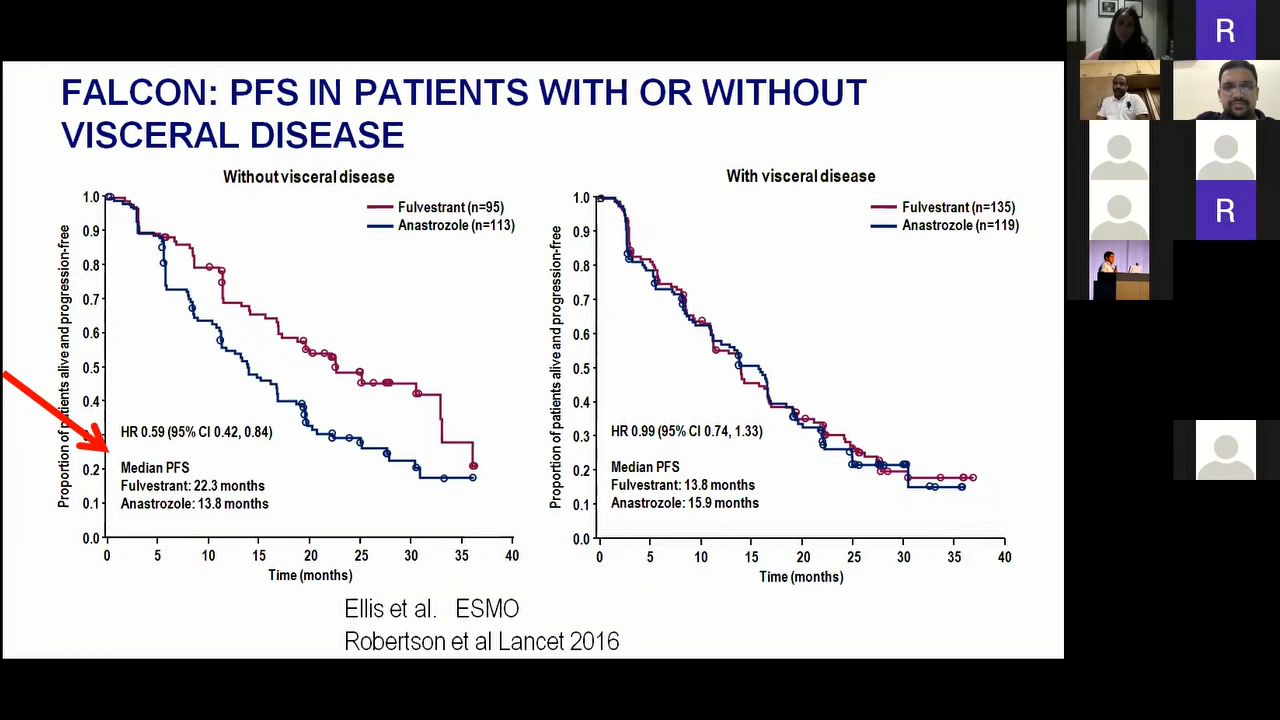 FALCON: PFS IN PATIENTS WITH OR WITHOUT
VISCERAL DISEASE
Without visceral disease
Fulvestrant (n=95)
Anastrozole (n=113)
Proportion of patients alive and progression-free
1.0
0.9
0.8
0.7
0.6
0.5
0.4
0.3
0.2
0.1
0.0
HR 0.59 (95% CI 0.42, 0.84)
Median PFS
Fulvestrant: 22.3 months
Anastrozole: 13.8 months
0 5 10 15 20 25 30 35 40
Time (months)
With visceral disease
Fulvestrant (n=135)
Anastrozole (n=119)
Proportion of patients alive and progression-free
1.0
0.9
0.8
0.7
0.6
0.5
0.4
0.3
0.2
0.1
0.0
HR 0.99 (95% CI 0.74, 1.33)
Median PFS
Fulvestrant: 13.8 months
Anastrozole: 15.9 months
0 5 10 15 20 25 30 35 40
Time (months)
Ellis et al. ESMO
Robertson et al Lancet 2016
R
R